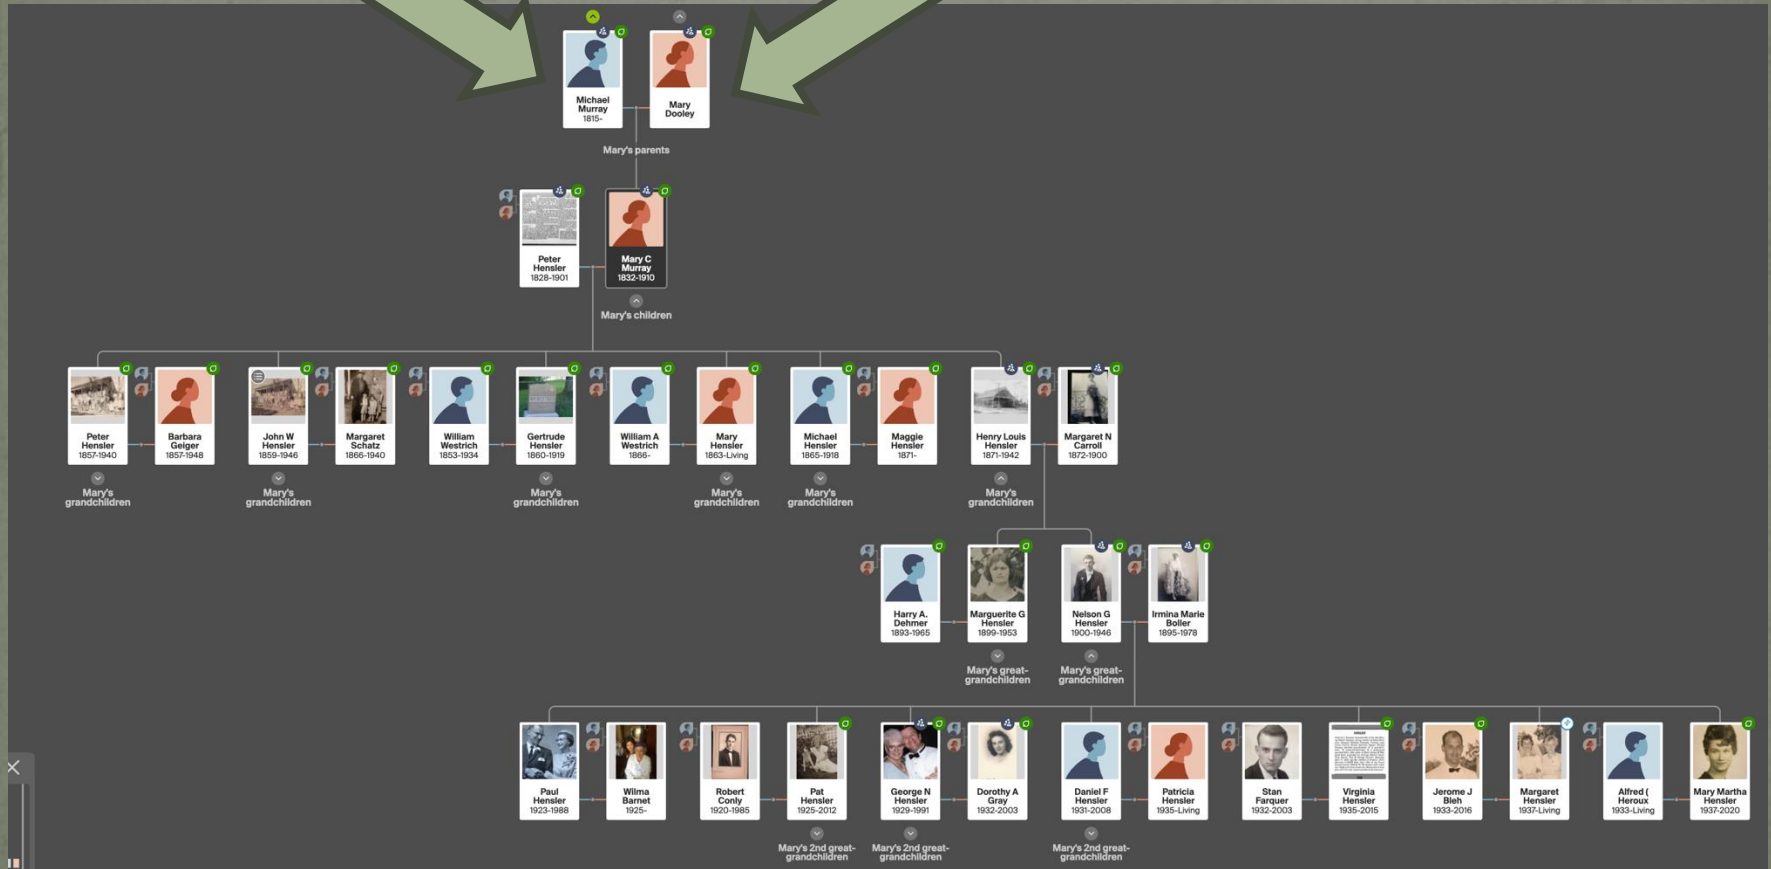 Michael
Murray
1815-
Mary
Dooley
Mary's parents
Peter
Hensler
1828-1901
Mary C
Murray
1832-1910
Mary's children
Peter
Hensler
1857-1940
Barbara
Geiger
1857-1948
John W
Hensler
1859-1946
Margaret
Schatz
1866-1940
William
Westrich
1853-1934
Gertrude
Hensler
1860-1919
William A
Westrich
1866-
Mary
Hensler
1863-Living
Michael
Hensler
1865-1918
Maggie
Hensler
1871-
Henry Louis
Hensler
1871-1942
Margaret N
Carroll
1872-1900
Mary's
grandchildren
Mary's
grandchildren
Mary's
grandchildren
Mary's
grandchildren
Mary's
grandchildren
Mary's
grandchildren
Harry A.
Dehmer
1893-1965
Marguerite G
Hensler
1899-1953
Nelson G
Hensler
1900-1946
Irmina Marie
Boller
1895-1978
Mary's great-
grandchildren
Mary's great-
grandchildren
Paul
Hensler
1923-1988
Wilma
Barnet
1925-
Robert
Conly
1920-1985
Pat
Hensler
1925-2012
George N
Hensler
1929-1991
Dorothy A
Gray
1932-2003
Daniel F
Hensler
1931-2008
Patricia
Hensler
1935-Living
Stan
Farquer
1932-2003
Virginia
Hensler
1935-2015
Jerome J
Bleh
1933-2016
Margaret
Hensler
1937-Living
Alfred (
Heroux
1933-Living
Mary Martha
Hensler
1937-2020
Mary's 2nd great-
grandchildren
Mary's 2nd great-
grandchildren
Mary's 2nd great-
grandchildren